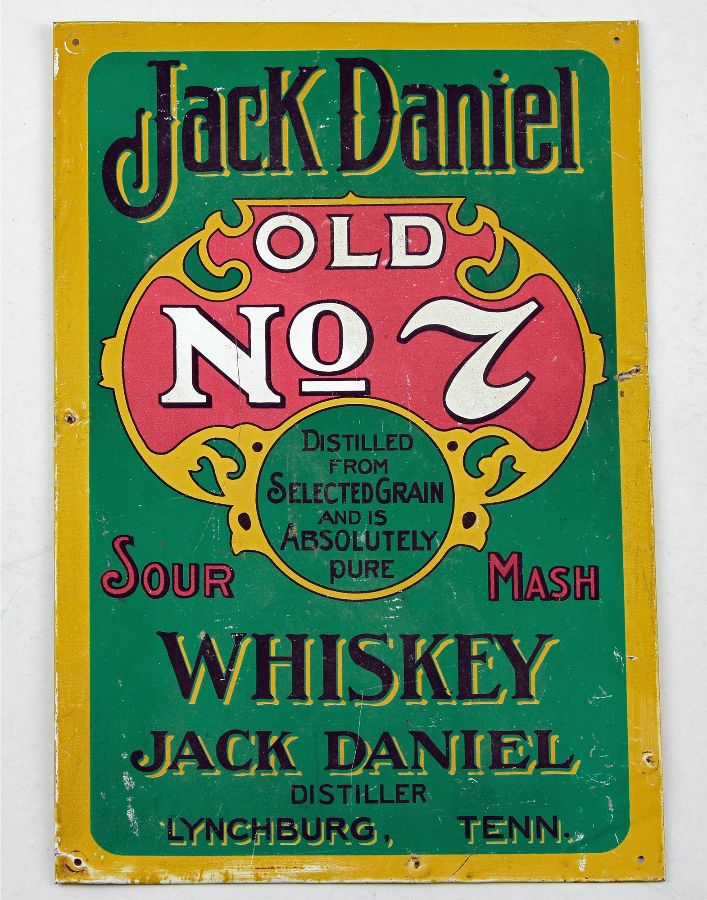 Jack Daniel
OLD
No 7
DISTILLED
FROM
SELECTED GRAIN
AND IS
ABSOLUTELY
PURE
SOUR MASH
WHISKEY
JACK DANIEL
DISTILLER
LYNCHBURG, TENN.